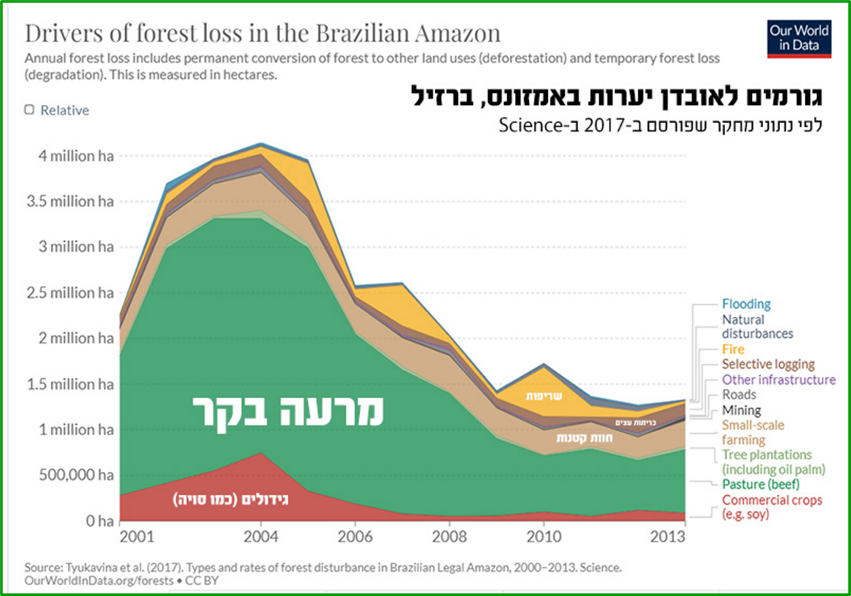 Drivers of forest loss in the Brazilian Amazon
Our World
in Data
Annual forest loss includes permanent conversion of forest to other land uses (deforestation) and temporary forest loss
(degradation). This is measured in hectares.
גורמים לאובדן יערות באמזונס, ברזיל
לפי נתוני מחקר שפורסם ב-2017 ב-Science
Relative
4 million ha
3.5 million ha
3 million ha
2.5 million ha
2 million ha
1.5 million ha
1 million ha
500,000 ha
0 ha
שריפות
כריתות עצים
חוות קטנות
מרעה בקר
גידולים (כמו סויה)
Flooding
Natural
disturbances
Fire
Selective logging
Other infrastructure
Roads
Mining
Small-scale
farming
Tree plantations
(including oil palm)
Pasture (beef)
Commercial crops
(e.g. soy)
2001
2004
2006
2008
2010
2013
Source: Tyukavina et al. (2017). Types and rates of forest disturbance in Brazilian Legal Amazon, 2000–2013. Science.
OurWorldInData.org/forests • CC BY